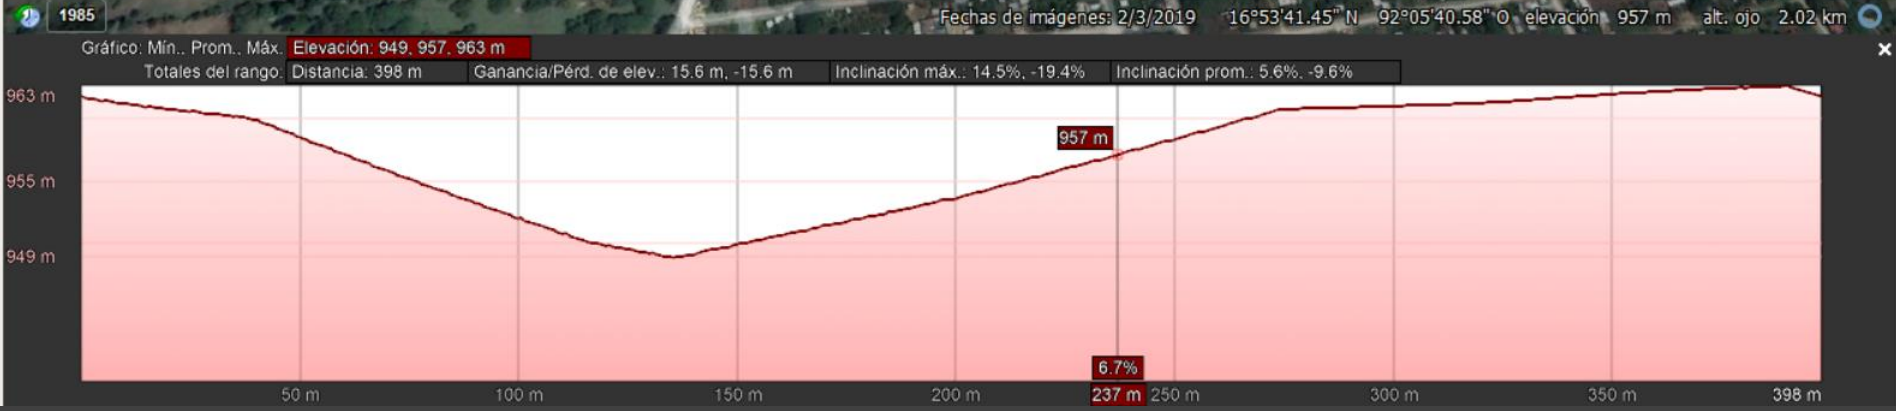 1985 Fechas de imágenes: 2/3/2019 16°53'41.45" N 92°05'40.58" O elevación 957 m alt. ojo 2.02 km
Gráfico: Mín., Prom., Máx. Elevación: 949, 957, 963 m
Totales del rango: Distancia: 398 m Ganancia/Pérd. de elev.: 15.6 m, -15.6 m Inclinación máx.: 14.5%, -19.4% Inclinación prom.: 5.6%, -9.6%
963 m
957 m
955 m
949 m
6.7%
50 m 100 m 150 m 200 m 237 m 250 m 300 m 350 m 398 m